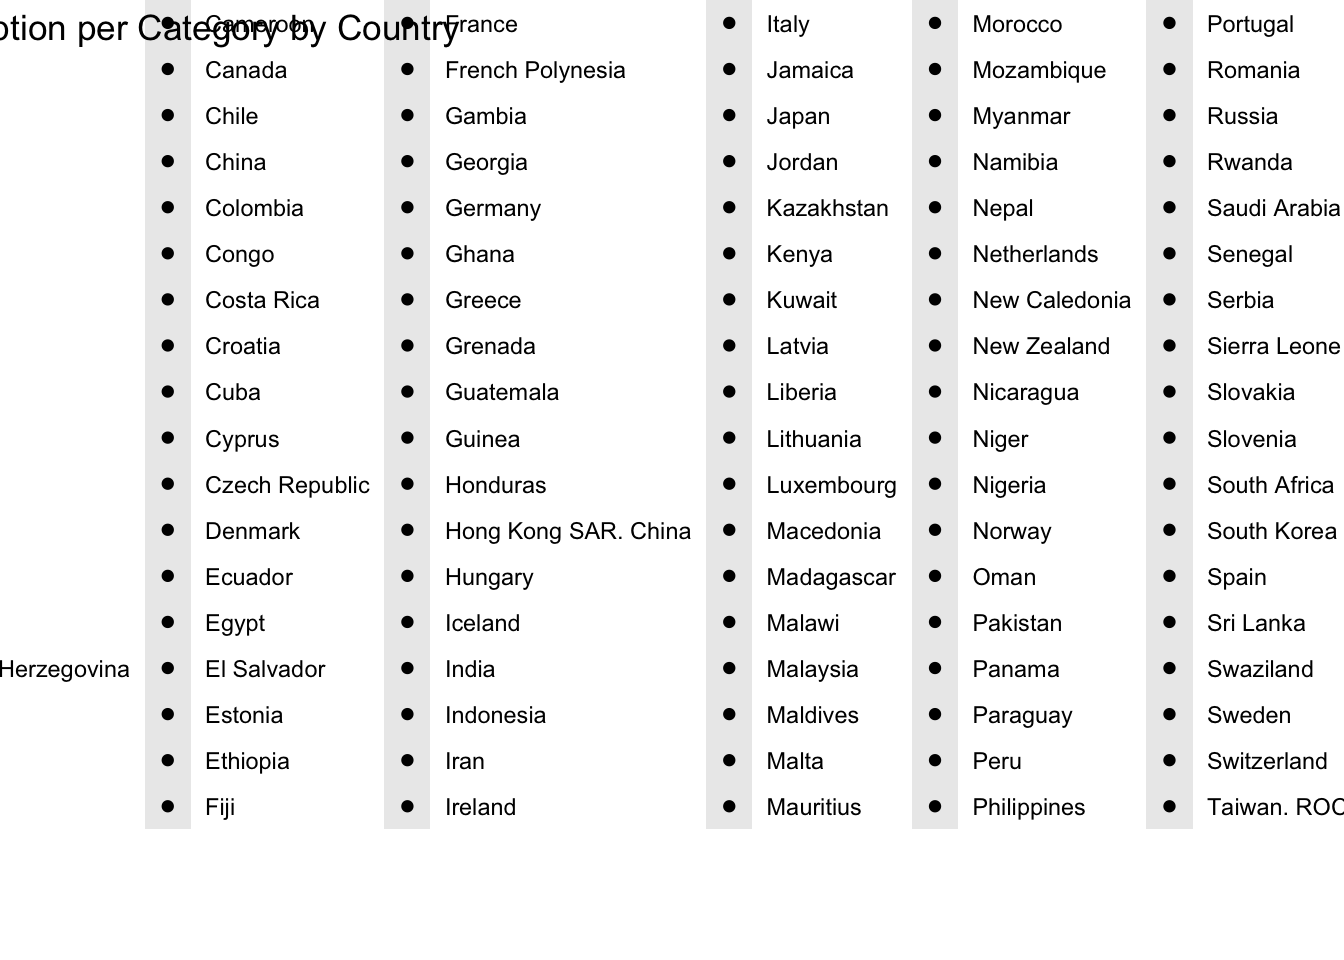 ption per Category by Country
Cameroon
Canada
Chile
China
Colombia
Congo
Costa Rica
Croatia
Cuba
Cyprus
Czech Republic
Denmark
Ecuador
Egypt
Herzegovina
El Salvador
Estonia
Ethiopia
Fiji
France
French Polynesia
Gambia
Georgia
Germany
Ghana
Greece
Grenada
Guatemala
Guinea
Honduras
Hong Kong SAR. China
Hungary
Iceland
India
Indonesia
Iran
Ireland
Italy
Jamaica
Japan
Jordan
Kazakhstan
Kenya
Kuwait
Latvia
Liberia
Lithuania
Luxembourg
Macedonia
Madagascar
Malawi
Malaysia
Maldives
Malta
Mauritius
Morocco
Mozambique
Myanmar
Namibia
Nepal
Netherlands
New Caledonia
New Zealand
Nicaragua
Niger
Nigeria
Norway
Oman
Pakistan
Panama
Paraguay
Peru
Philippines
Portugal
Romania
Russia
Rwanda
Saudi Arabia
Senegal
Serbia
Sierra Leone
Slovakia
Slovenia
South Africa
South Korea
Spain
Sri Lanka
Swaziland
Sweden
Switzerland
Taiwan. ROC